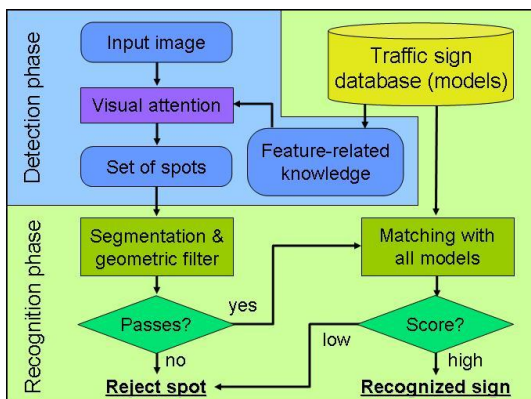 Detection phase
Input image
Visual attention
Set of spots
Traffic sign
database (models)
Feature-related
knowledge
Recognition phase
Segmentation &
geometric filter
Matching with
all models
Passes?
yes
no
Score?
low
high
Reject spot
Recognized sign